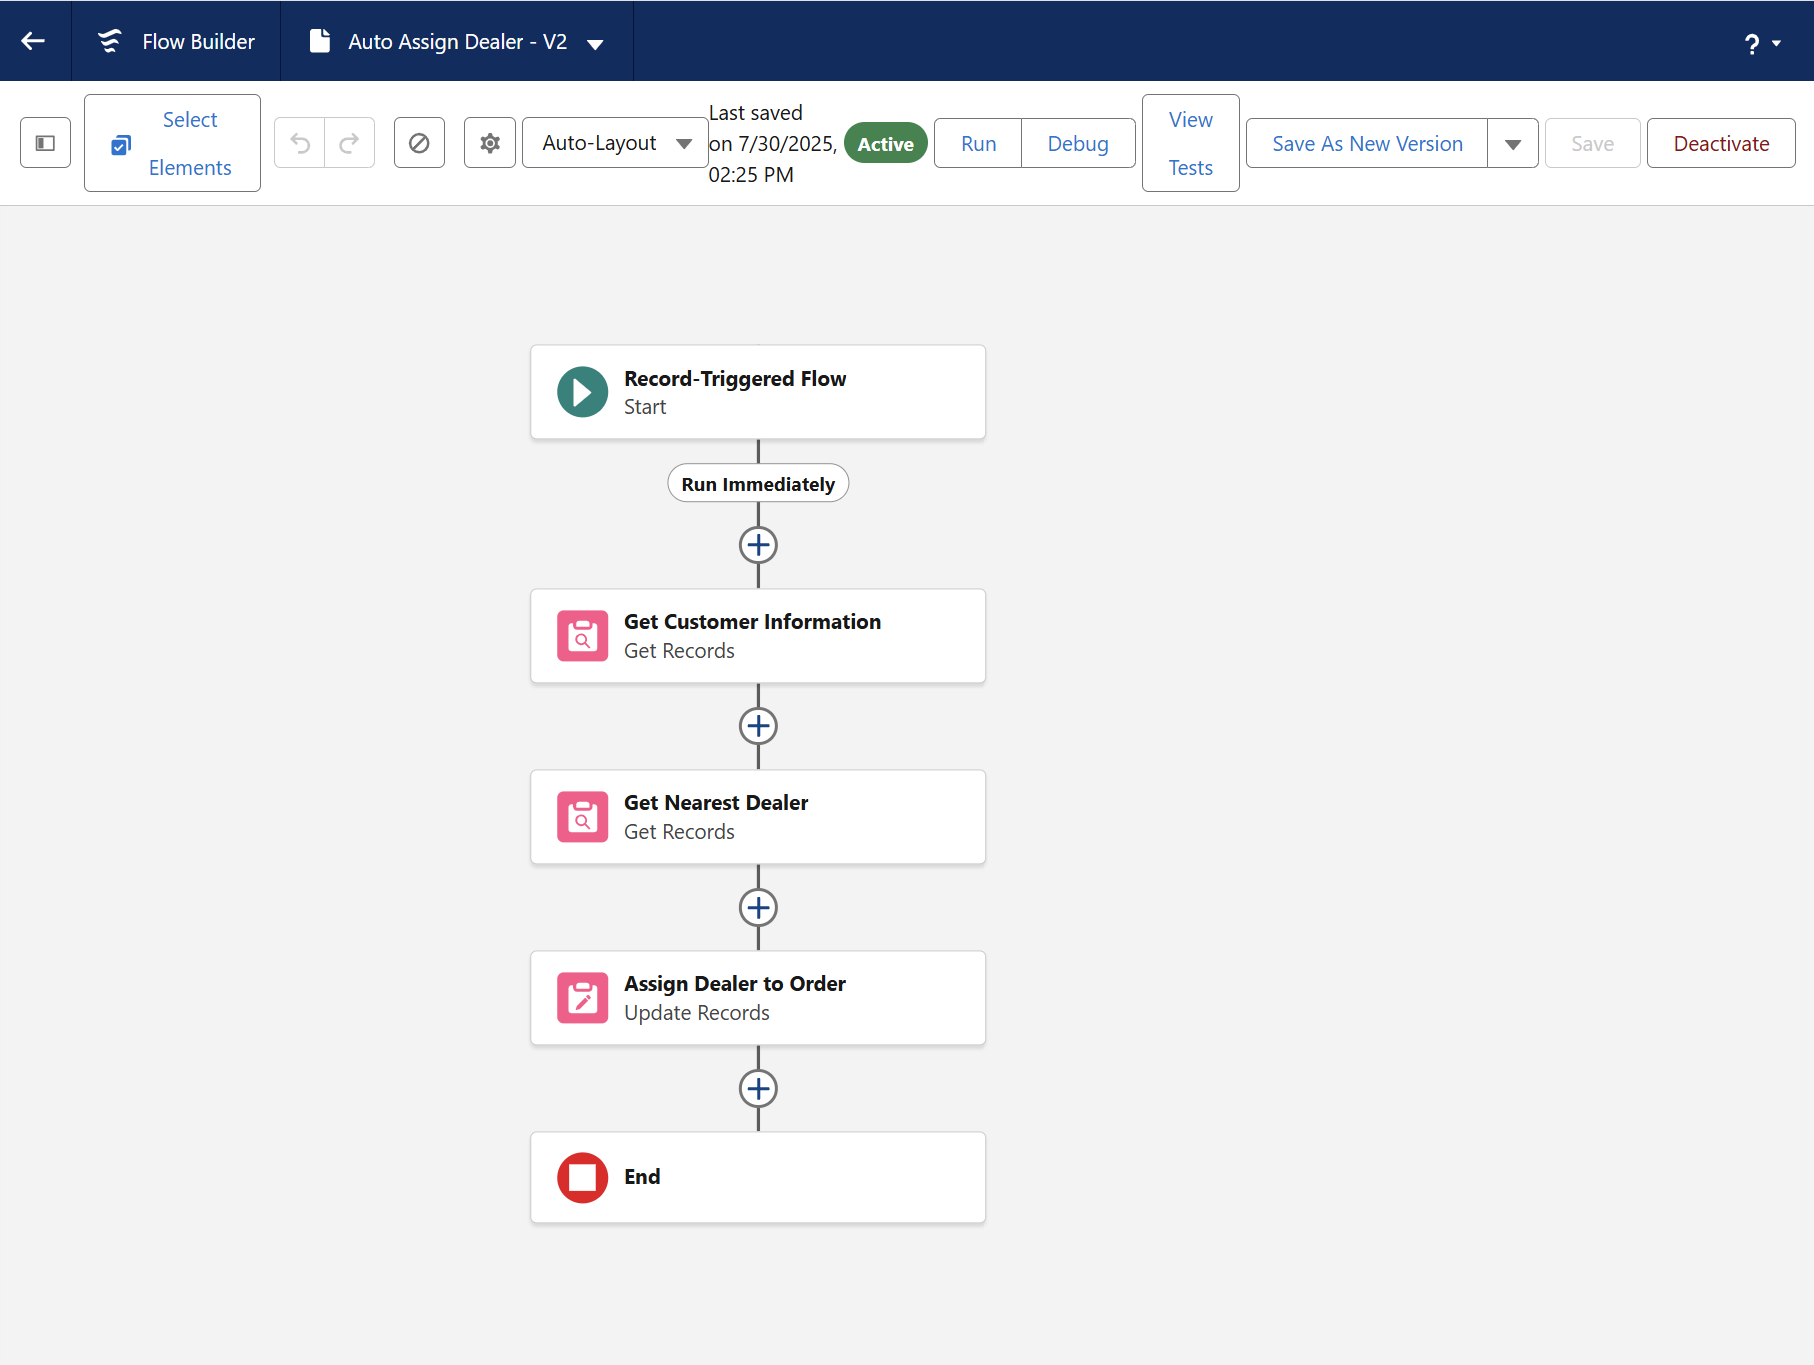 Flow Builder
Auto Assign Dealer - V2
?
Select
Elements
Auto-Layout
Last saved
on 7/30/2025,
02:25 PM
Active
Run
Debug
View
Tests
Save As New Version
Save
Deactivate
Record-Triggered Flow
Start
Run Immediately
Get Customer Information
Get Records
Get Nearest Dealer
Get Records
Assign Dealer to Order
Update Records
End